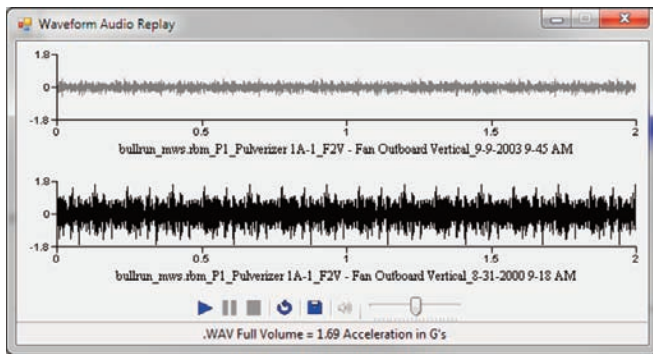 Waveform Audio Replay
1.8
0
-1.8
0 0.5 1 1.5 2
bullrun_mws.rbm_P1_Pulverizer 1A-1_F2V - Fan Outboard Vertical_9-9-2003 9-45 AM
1.8
0
-1.8
0 0.5 1 1.5 2
bullrun_mws.rbm_P1_Pulverizer 1A-1_F2V - Fan Outboard Vertical_8-31-2000 9-18 AM
.WAV Full Volume = 1.69 Acceleration in G's